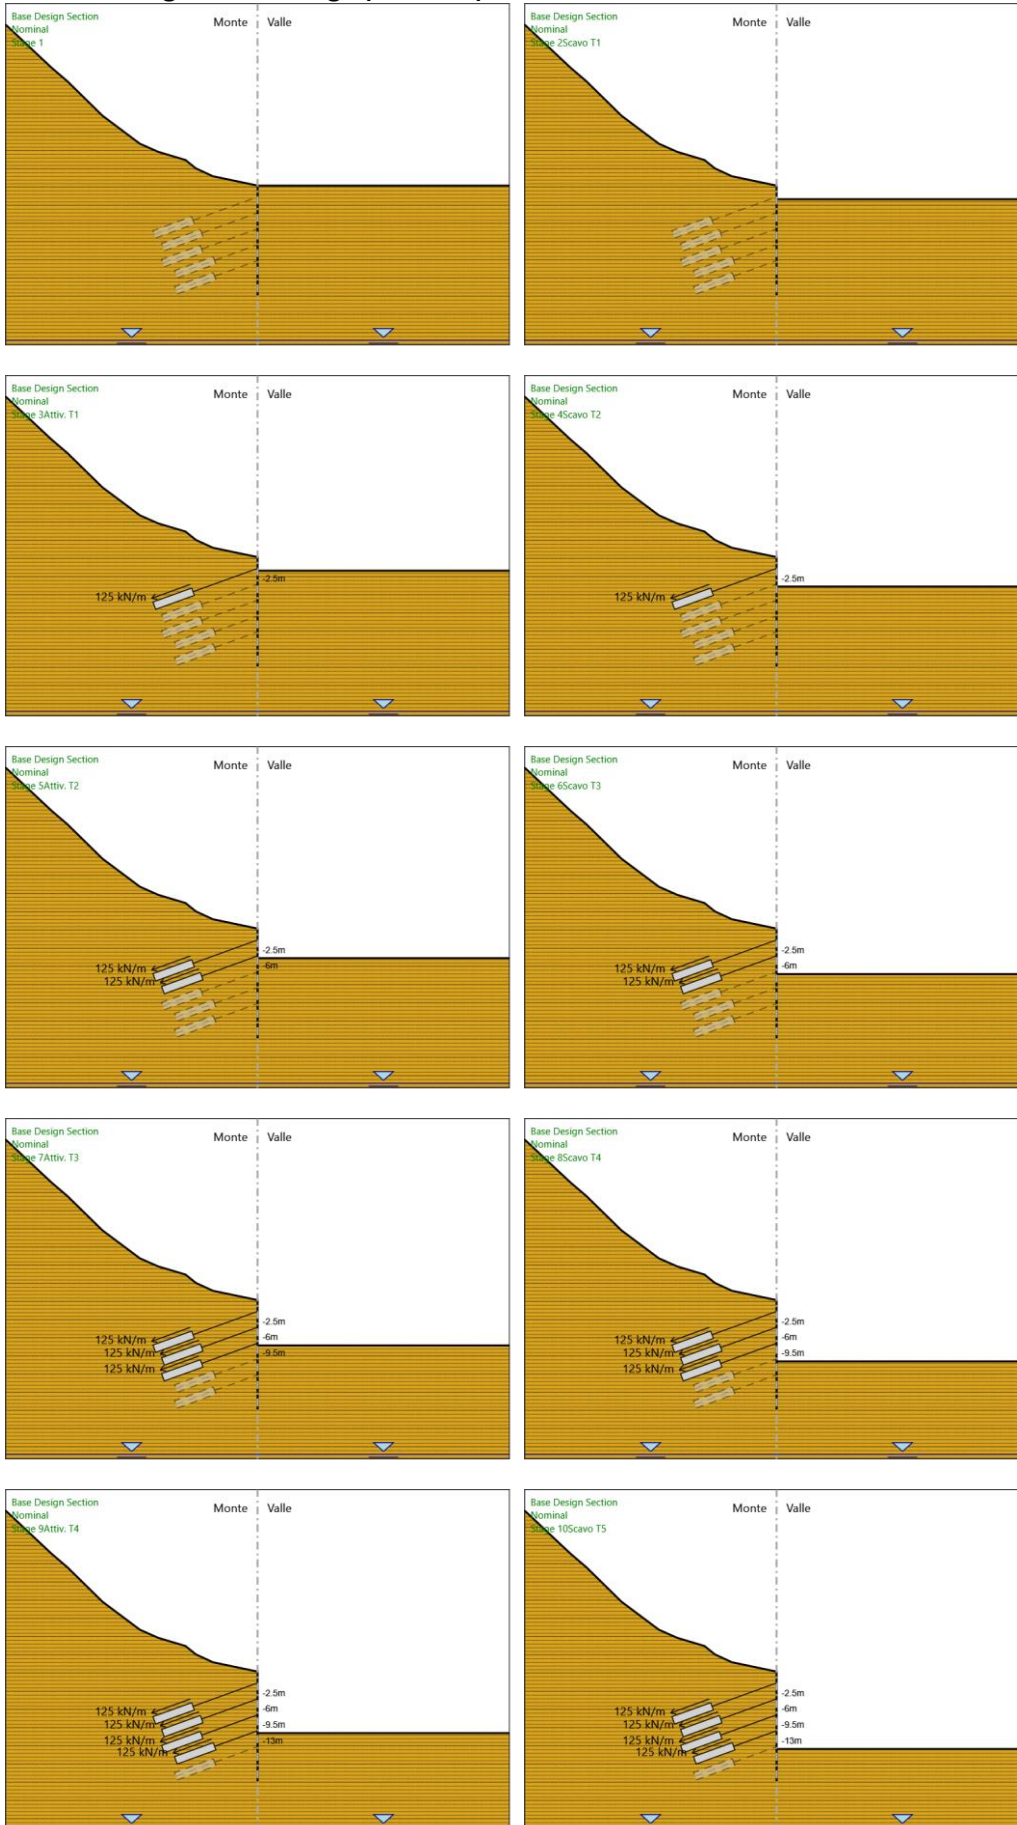 Base Design Section
Nominal
Stage 1
Monte Valle
Base Design Section
Nominal
Stage 2Scavo T1
Monte Valle
Base Design Section
Nominal
Stage 3Attiv. T1
Monte Valle
-2.5m
125 kN/m
Base Design Section
Nominal
Stage 4Scavo T2
Monte Valle
-2.5m
125 kN/m
Base Design Section
Nominal
Stage 5Attiv. T2
Monte Valle
-2.5m
-6m
125 kN/m
125 kN/m
Base Design Section
Nominal
Stage 6Scavo T3
Monte Valle
-2.5m
-6m
125 kN/m
125 kN/m
Base Design Section
Nominal
Stage 7Attiv. T3
Monte Valle
-2.5m
-6m
-9.5m
125 kN/m
125 kN/m
125 kN/m
Base Design Section
Nominal
Stage 8Scavo T4
Monte Valle
-2.5m
-6m
-9.5m
125 kN/m
125 kN/m
125 kN/m
Base Design Section
Nominal
Stage 9Attiv. T4
Monte Valle
-2.5m
-6m
-9.5m
-13m
125 kN/m
125 kN/m
125 kN/m
125 kN/m
Base Design Section
Nominal
Stage 10Scavo T5
Monte Valle
-2.5m
-6m
-9.5m
-13m
125 kN/m
125 kN/m
125 kN/m
125 kN/m